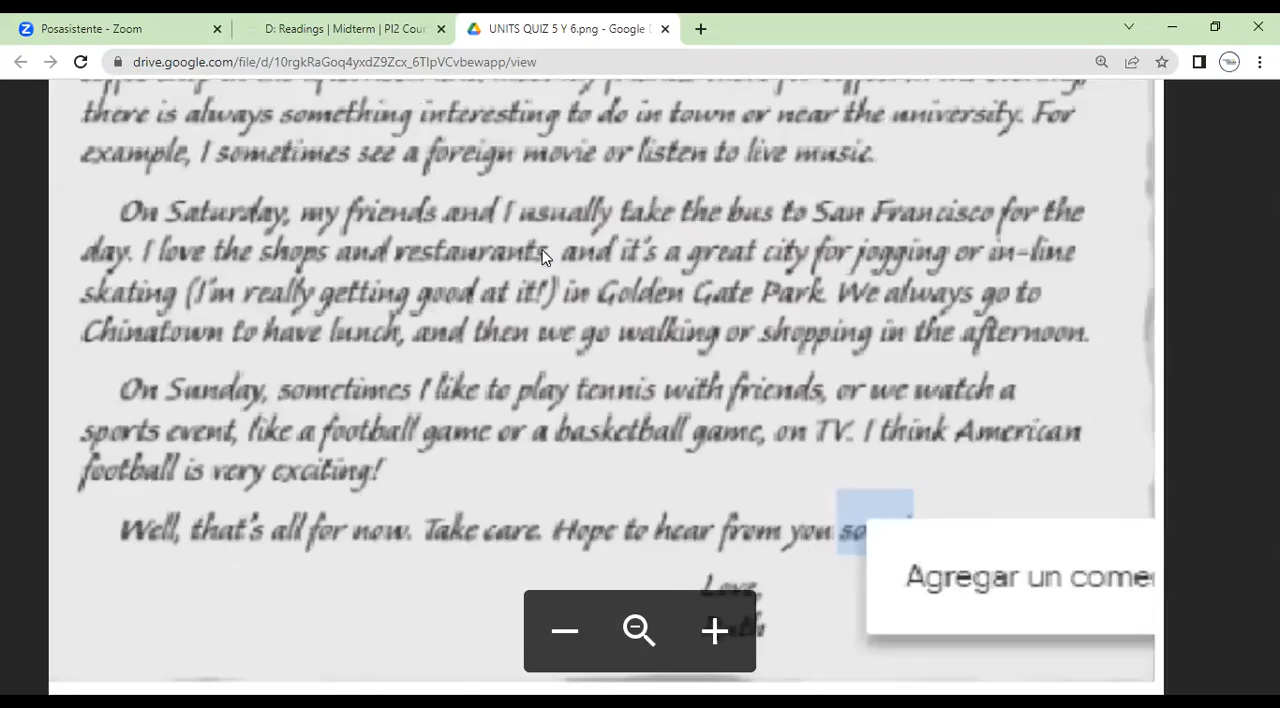 Posasistente - Zoom
D: Readings | Midterm | PI2 Cour
UNITS QUIZ 5 Y 6.png - Google
drive.google.com/file/d/10rgkRaGoq4yxdZ9Zcx_6TIpVCvbewapp/view
there is always something interesting to do in town or near the university. For
example, I sometimes see a foreign movie or listen to live music.
On Saturday, my friends and I usually take the bus to San Francisco for the
day. I love the shops and restaurants, and it's a great city for jogging or in-line
skating (I'm really getting good at it!) in Golden Gate Park. We always go to
Chinatown to have lunch, and then we go walking or shopping in the afternoon.
On Sunday, sometimes I like to play tennis with friends, or we watch a
sports event, like a football game or a basketball game, on TV. I think American
football is very exciting!
Well, that's all for now. Take care. Hope to hear from you so
Agregar un come
Love,